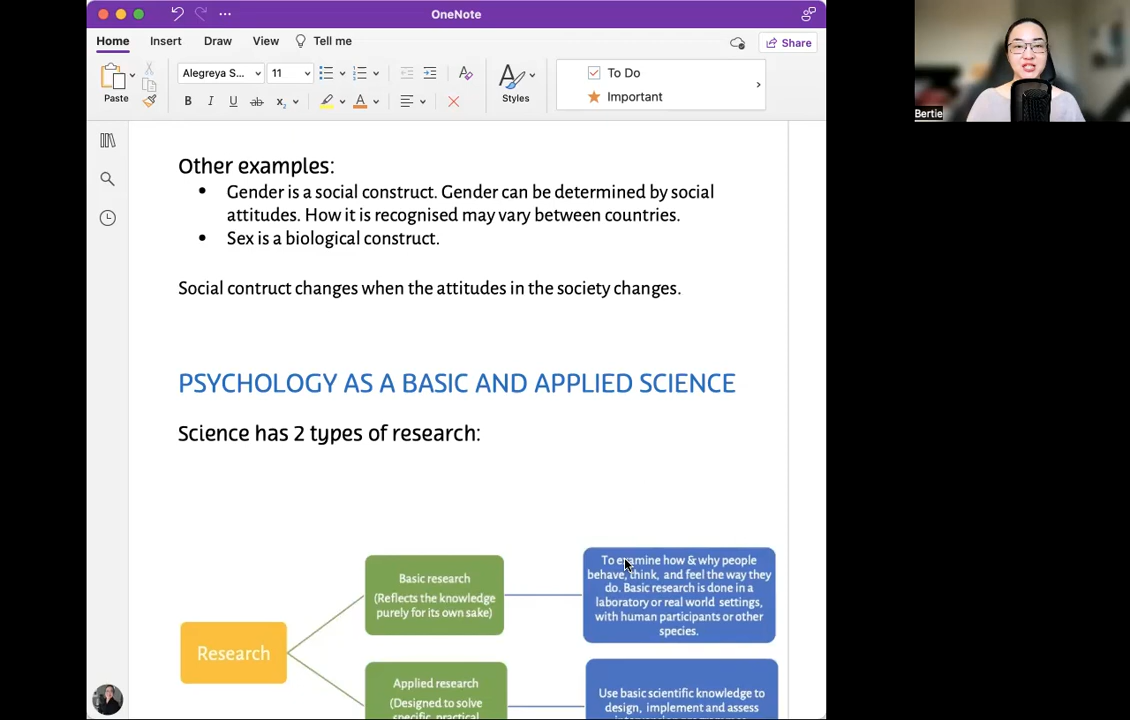 OneNote
Home Insert Draw View Tell me
Share
Paste
Alegreya S... 11
B I U ab x₂ A
Styles
To Do
Important
Other examples:
• Gender is a social construct. Gender can be determined by social
attitudes. How it is recognised may vary between countries.
• Sex is a biological construct.
Social contruct changes when the attitudes in the society changes.
PSYCHOLOGY AS A BASIC AND APPLIED SCIENCE
Science has 2 types of research:
Research
Basic research
(Reflects the knowledge
purely for its own sake)
To examine how & why people
behave, think, and feel the way they
do. Basic research is done in a
laboratory or real world settings,
with human participants or other
species.
Applied research
(Designed to solve
specific, practical
Use basic scientific knowledge to
design, implement and assess
Bertie